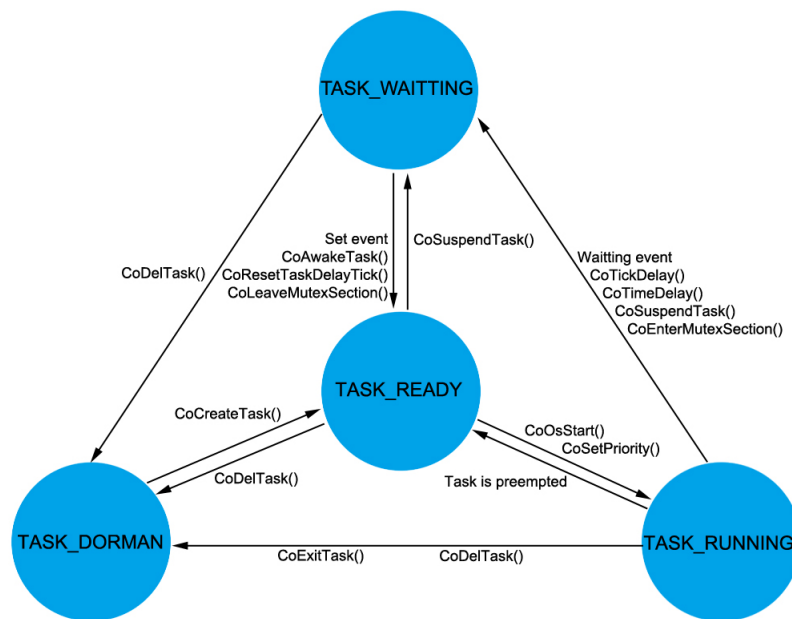 TASK_WAITTING
Set event
CoAwakeTask()
CoResetTaskDelayTick()
CoLeaveMutexSection()
CoSuspendTask()
Waitting event
CoTickDelay()
CoTimeDelay()
CoSuspendTask()
CoEnterMutexSection()
CoDelTask()
TASK_READY
CoCreateTask()
CoDelTask()
CoOsStart()
CoSetPriority()
Task is preempted
TASK_DORMAN
TASK_RUNNING
CoExitTask()
CoDelTask()